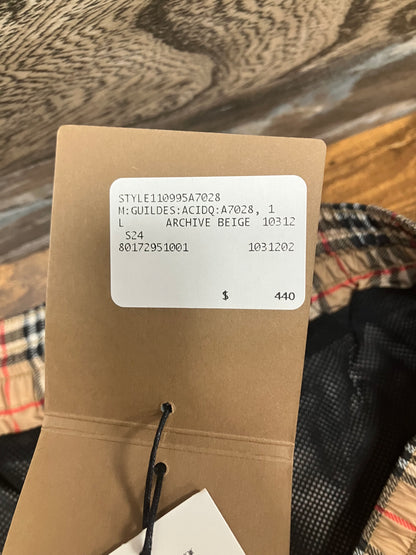 STYLE110995A7028
M:GUILDES:ACIDQ:A7028, 1
L ARCHIVE BEIGE 10312
S24
80172951001 1031202
$ 440